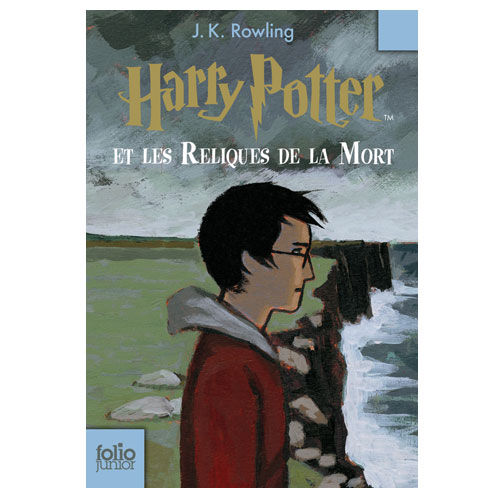 J. K. Rowling
Harry Potter
™
ET LES RELIQUES DE LA MORT
folio
junior